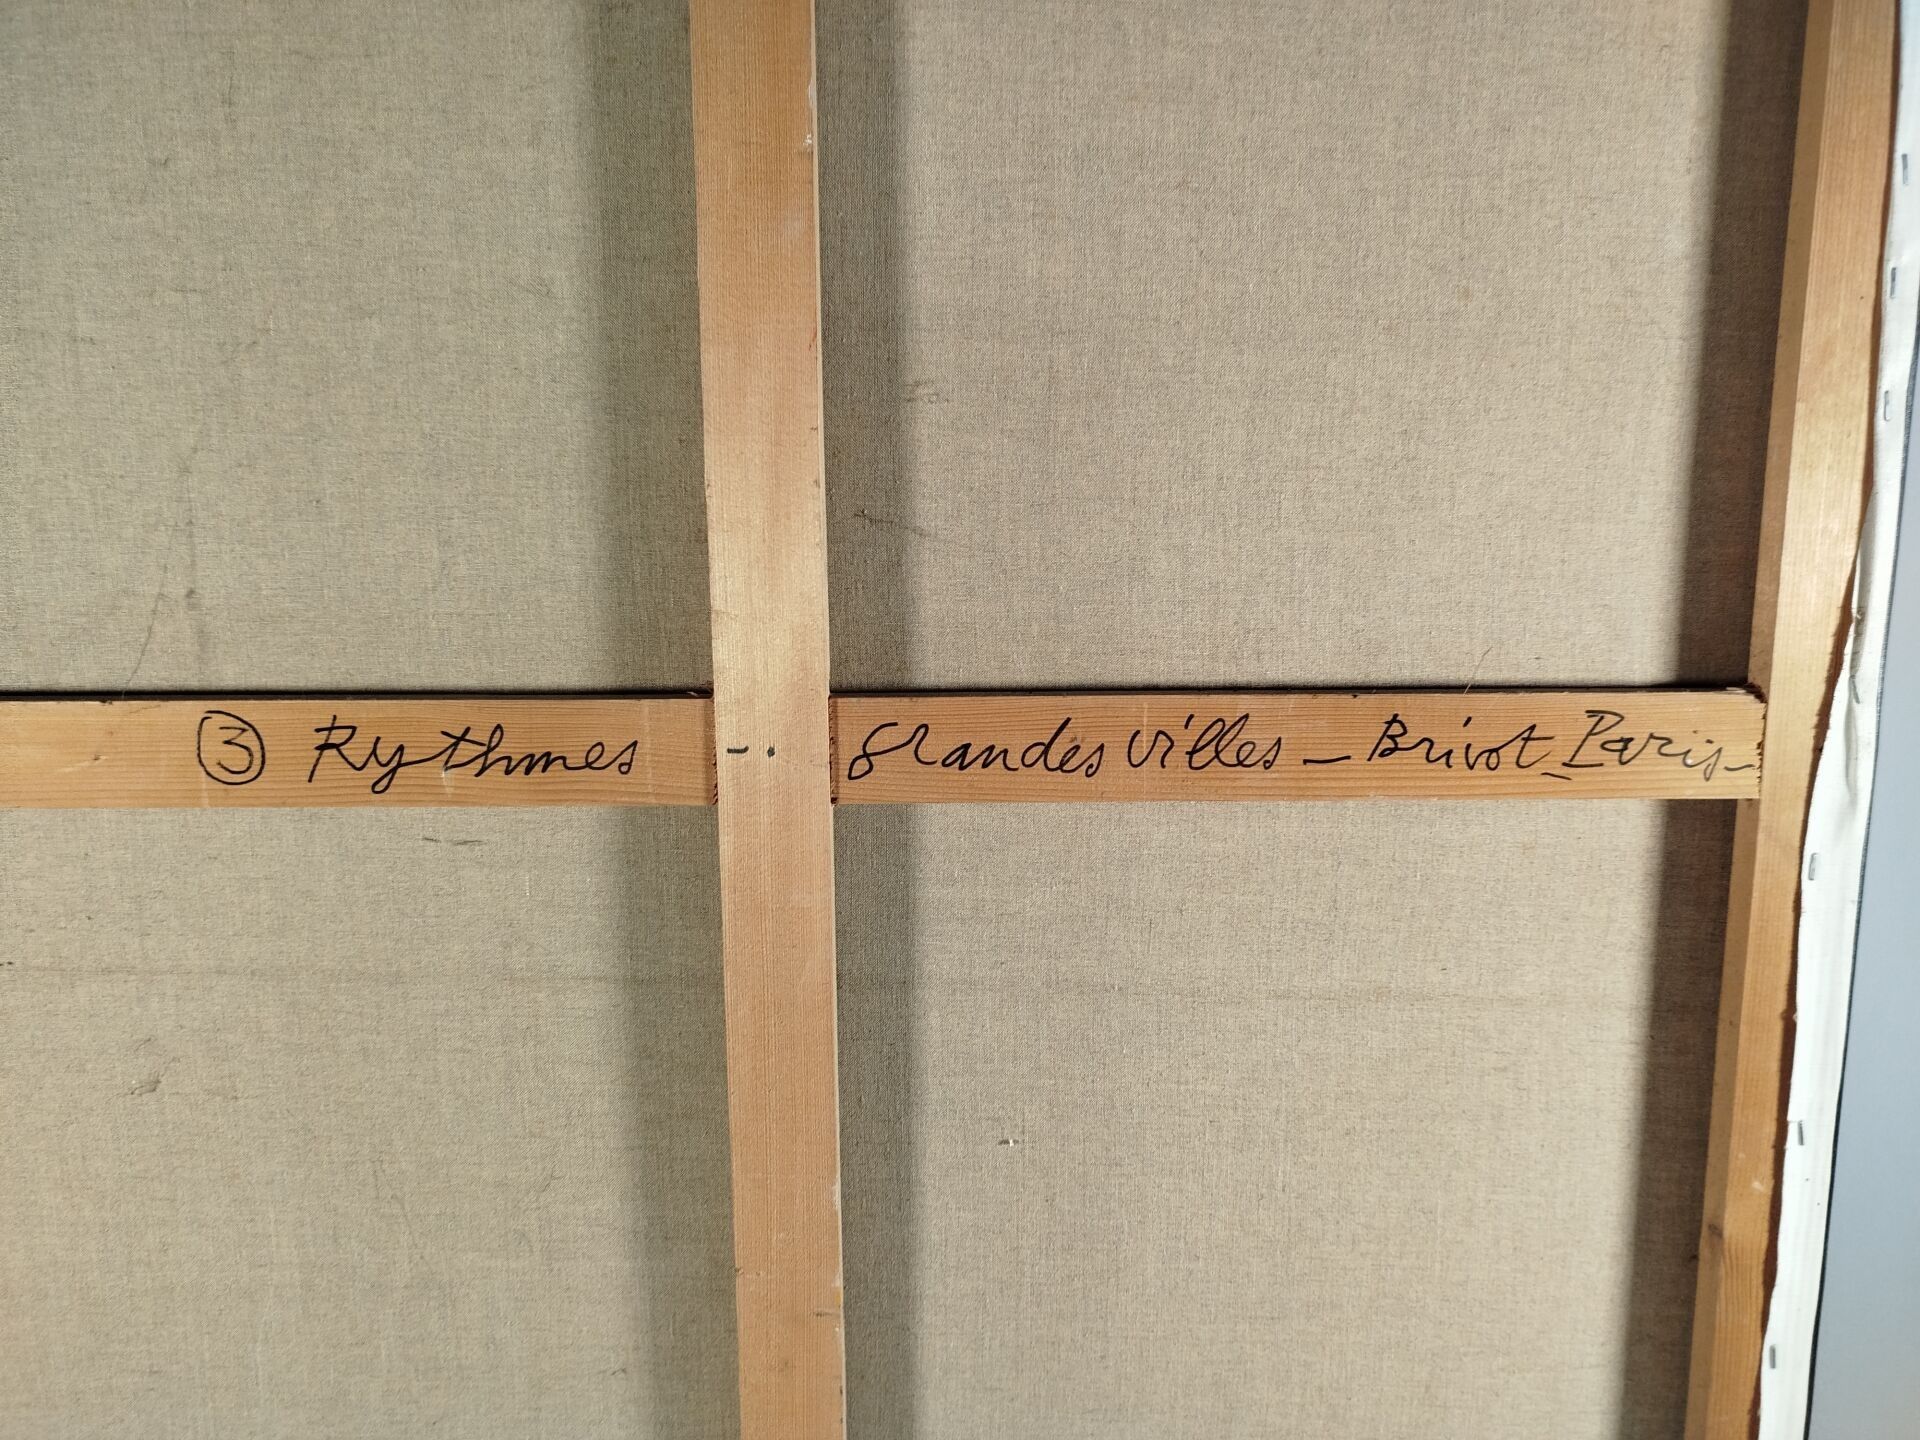 ③ Rythmes -. Grandes villes - Brivot - Paris -